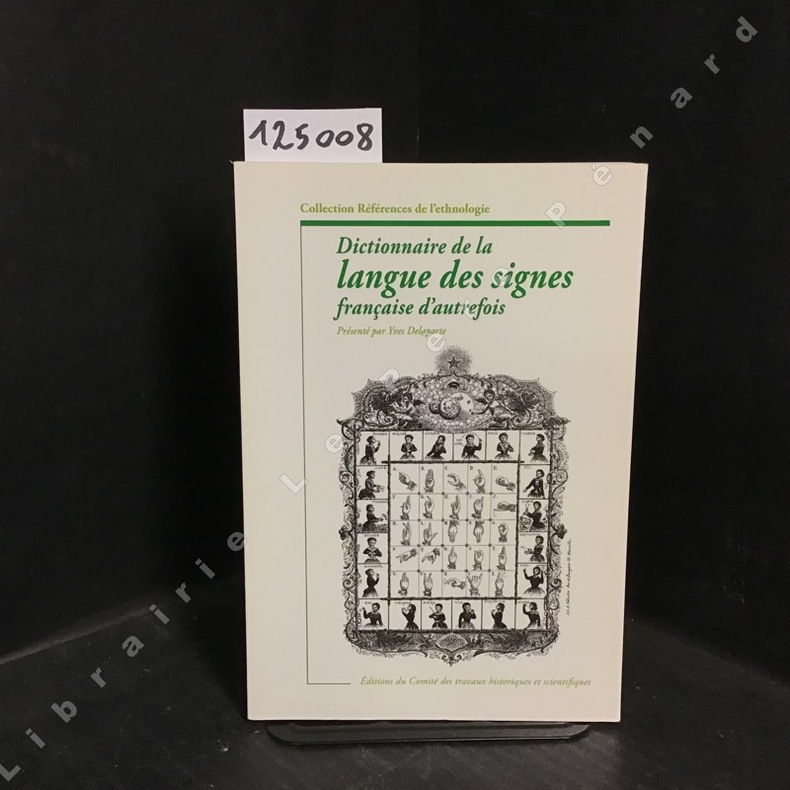 125008
Collection Références de l'ethnologie
Dictionnaire de la
langue des signes
française d'autrefois
Présenté par Yves Delaporte
A. B. C. D.
Éditions du Comité des travaux historiques et scientifiques
Librairie Le Père Pénard